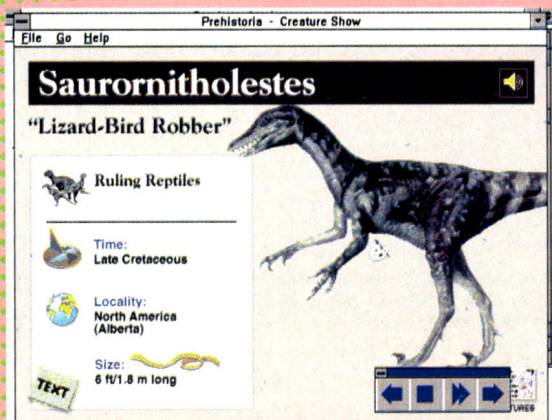 Prehistoria - Creature Show
File Go Help
Saurornitholestes
“Lizard-Bird Robber”
Ruling Reptiles
Time:
Late Cretaceous
Locality:
North America
(Alberta)
Size:
6 ft/1.8 m long
TEXT